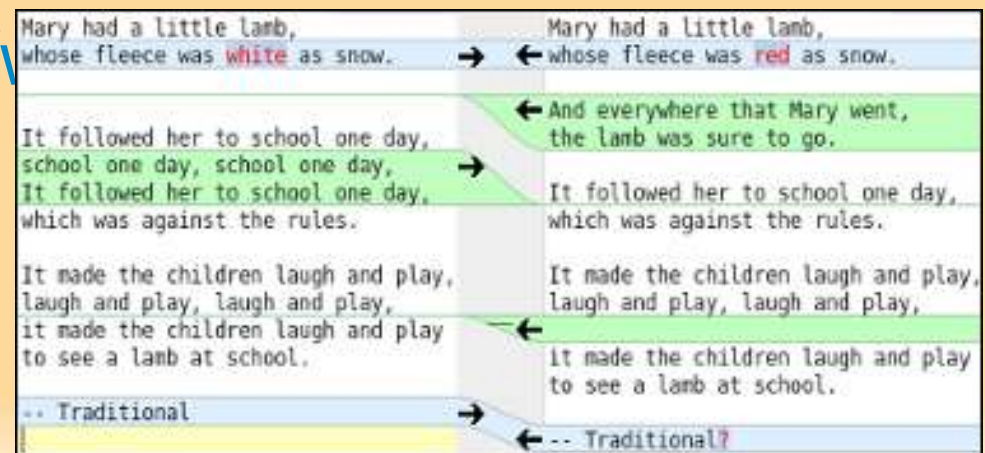 Mary had a little lamb,
whose fleece was white as snow.
It followed her to school one day,
school one day, school one day,
It followed her to school one day,
which was against the rules.
It made the children laugh and play,
laugh and play, laugh and play,
it made the children laugh and play
to see a lamb at school.
-- Traditional
Mary had a little lamb,
whose fleece was red as snow.
And everywhere that Mary went,
the lamb was sure to go.
It followed her to school one day,
which was against the rules.
It made the children laugh and play,
laugh and play, laugh and play,
it made the children laugh and play
to see a lamb at school.
-- Traditional?